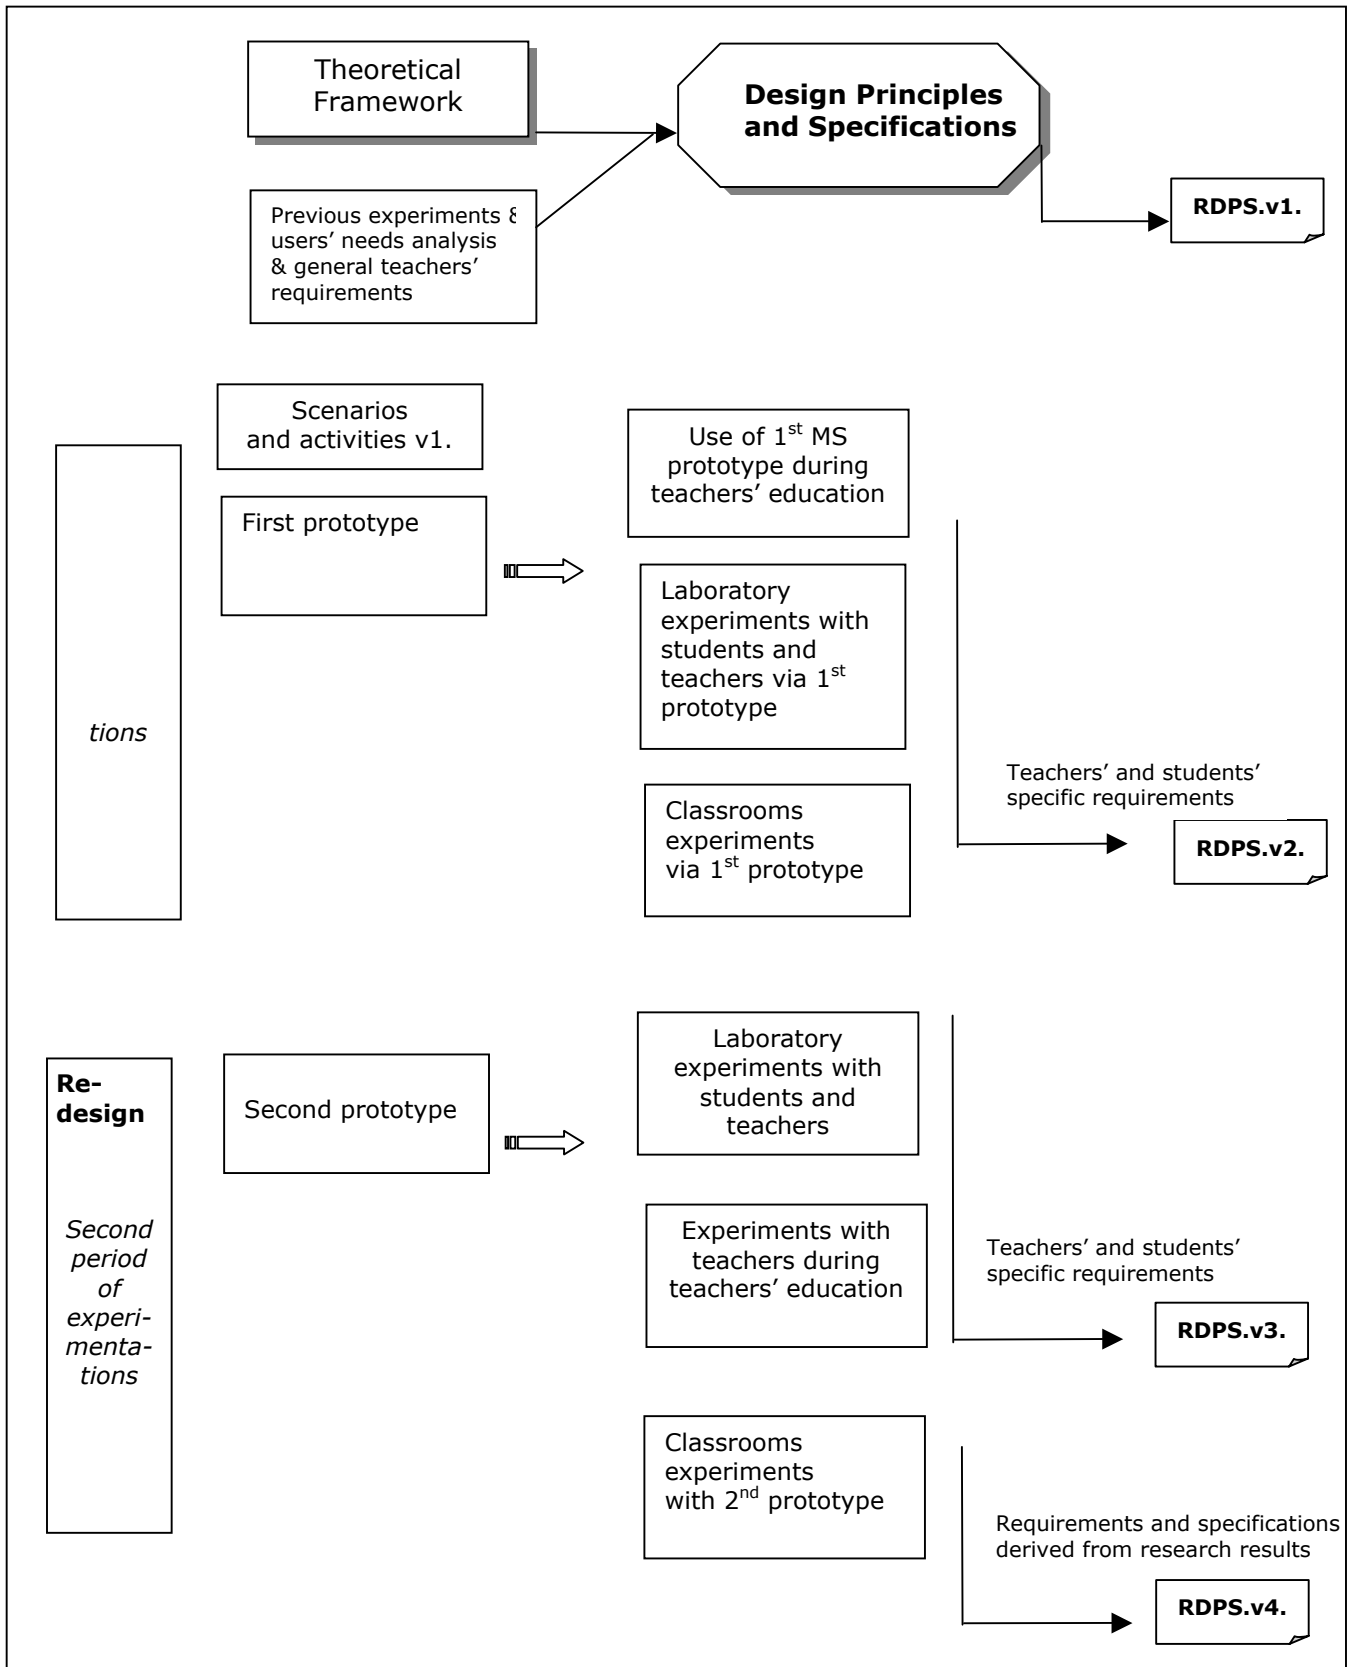 Theoretical
Framework
Design Principles
and Specifications
RDPS.v1.
Previous experiments &
users’ needs analysis
& general teachers’
requirements
Scenarios
and activities v1.
First prototype
tions
Use of 1st MS
prototype during
teachers’ education
Laboratory
experiments with
students and
teachers via 1st
prototype
Classrooms
experiments
via 1st prototype
Teachers’ and students’
specific requirements
RDPS.v2.
Re-
design
Second
period
of
experi-
menta-
tions
Second prototype
Laboratory
experiments with
students and
teachers
Experiments with
teachers during
teachers’ education
Teachers’ and students’
specific requirements
RDPS.v3.
Classrooms
experiments
with 2nd prototype
Requirements and specifications
derived from research results
RDPS.v4.